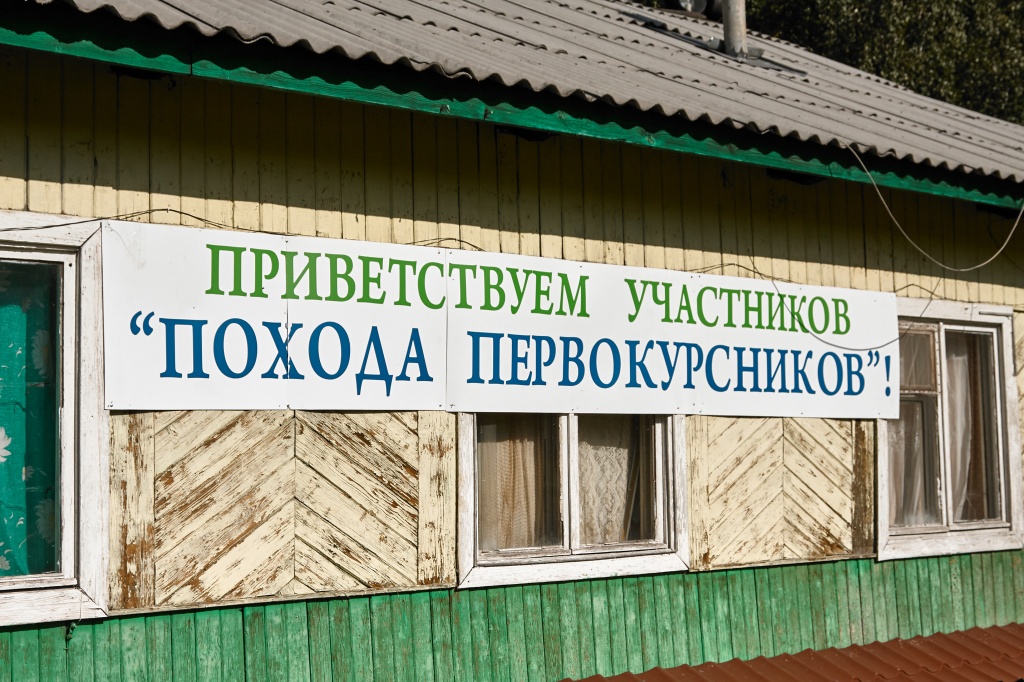 ПРИВЕТСТВУЕМ УЧАСТНИКОВ
“ПОХОДА ПЕРВОКУРСНИКОВ”!